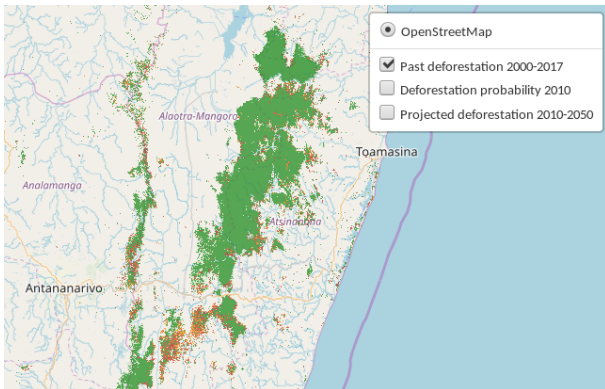 OpenStreetMap
Past deforestation 2000-2017
Deforestation probability 2010
Projected deforestation 2010-2050
Alaotra-Mangoro
Toamasina
Analamanga
Atsinanana
Antananarivo